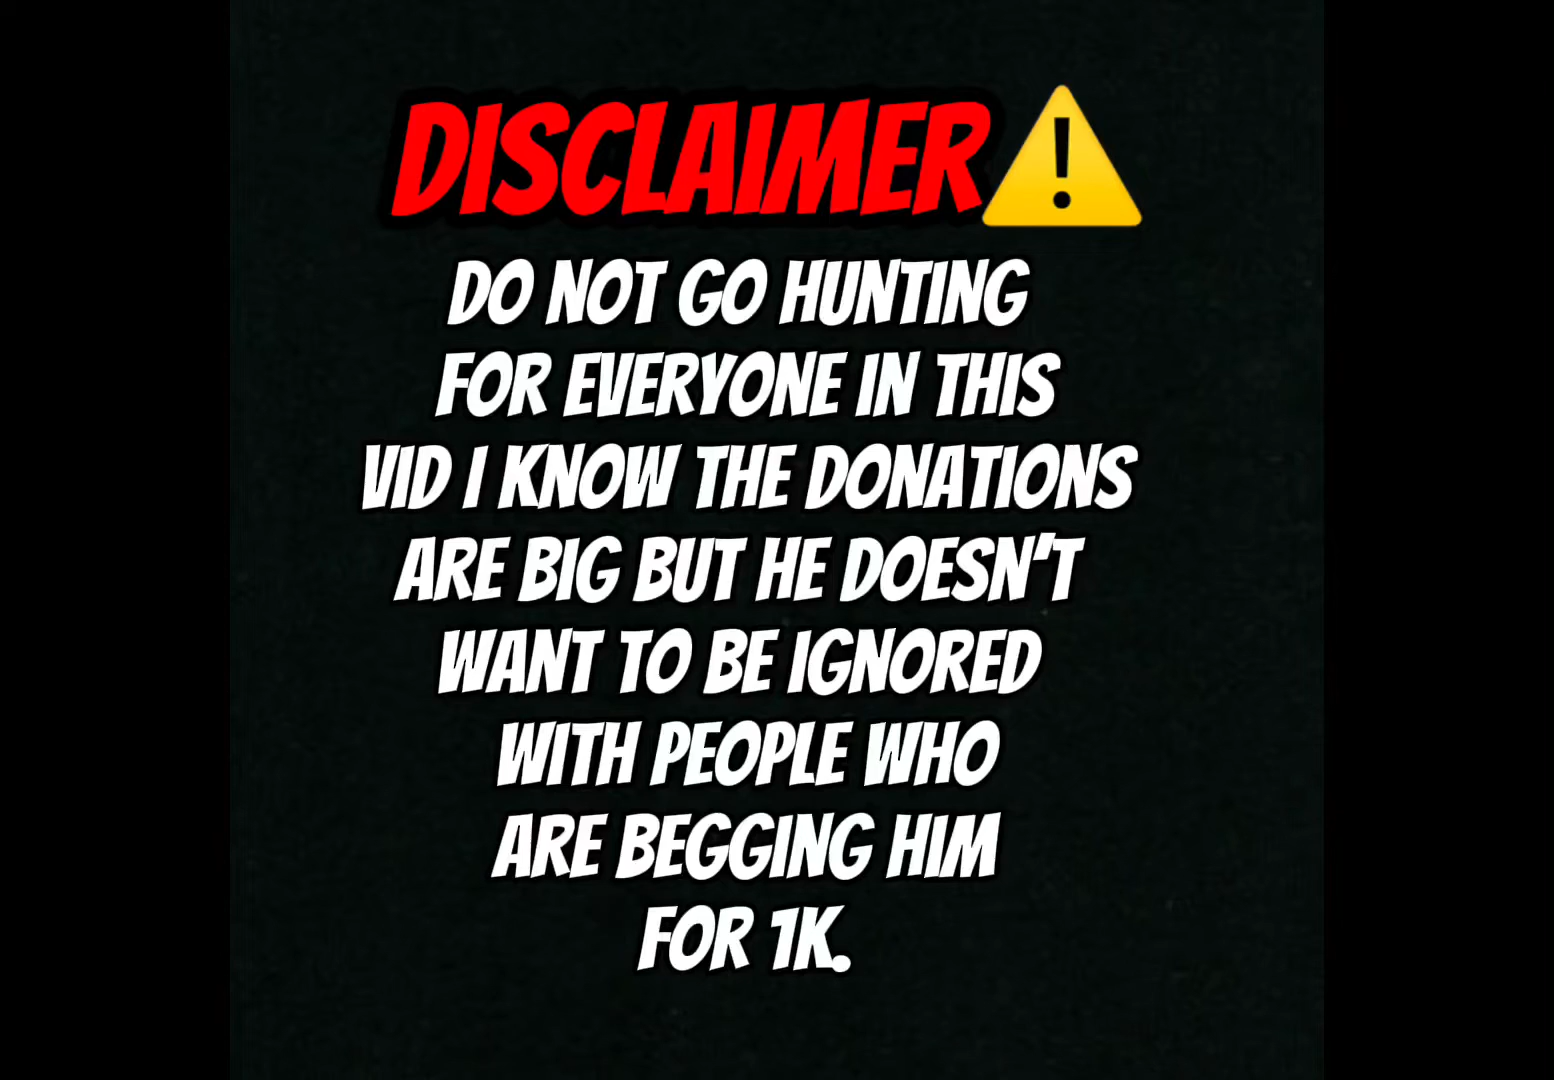 DISCLAIMER⚠️
DO NOT GO HUNTING
FOR EVERYONE IN THIS
VID I KNOW THE DONATIONS
ARE BIG BUT HE DOESN'T
WANT TO BE IGNORED
WITH PEOPLE WHO
ARE BEGGING HIM
FOR 1K.